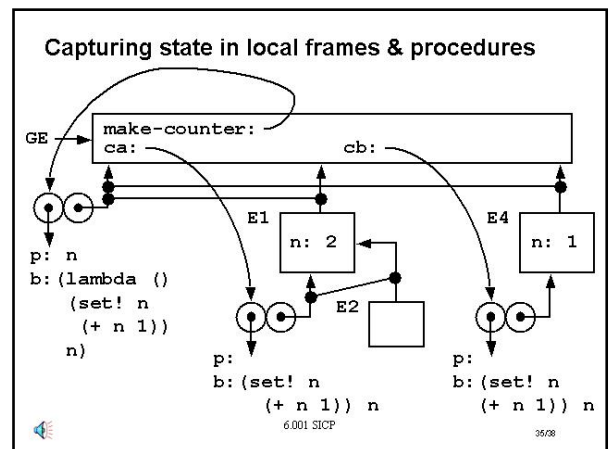 Capturing state in local frames & procedures
make-counter:
GE
ca:
cb:
E1
n: 2
E4
n: 1
p: n
b:(lambda ()
(set! n
(+ n 1))
n)
E2
p:
b:(set! n
(+ n 1)) n
p:
b:(set! n
(+ n 1)) n
6.001 SICP
35/38